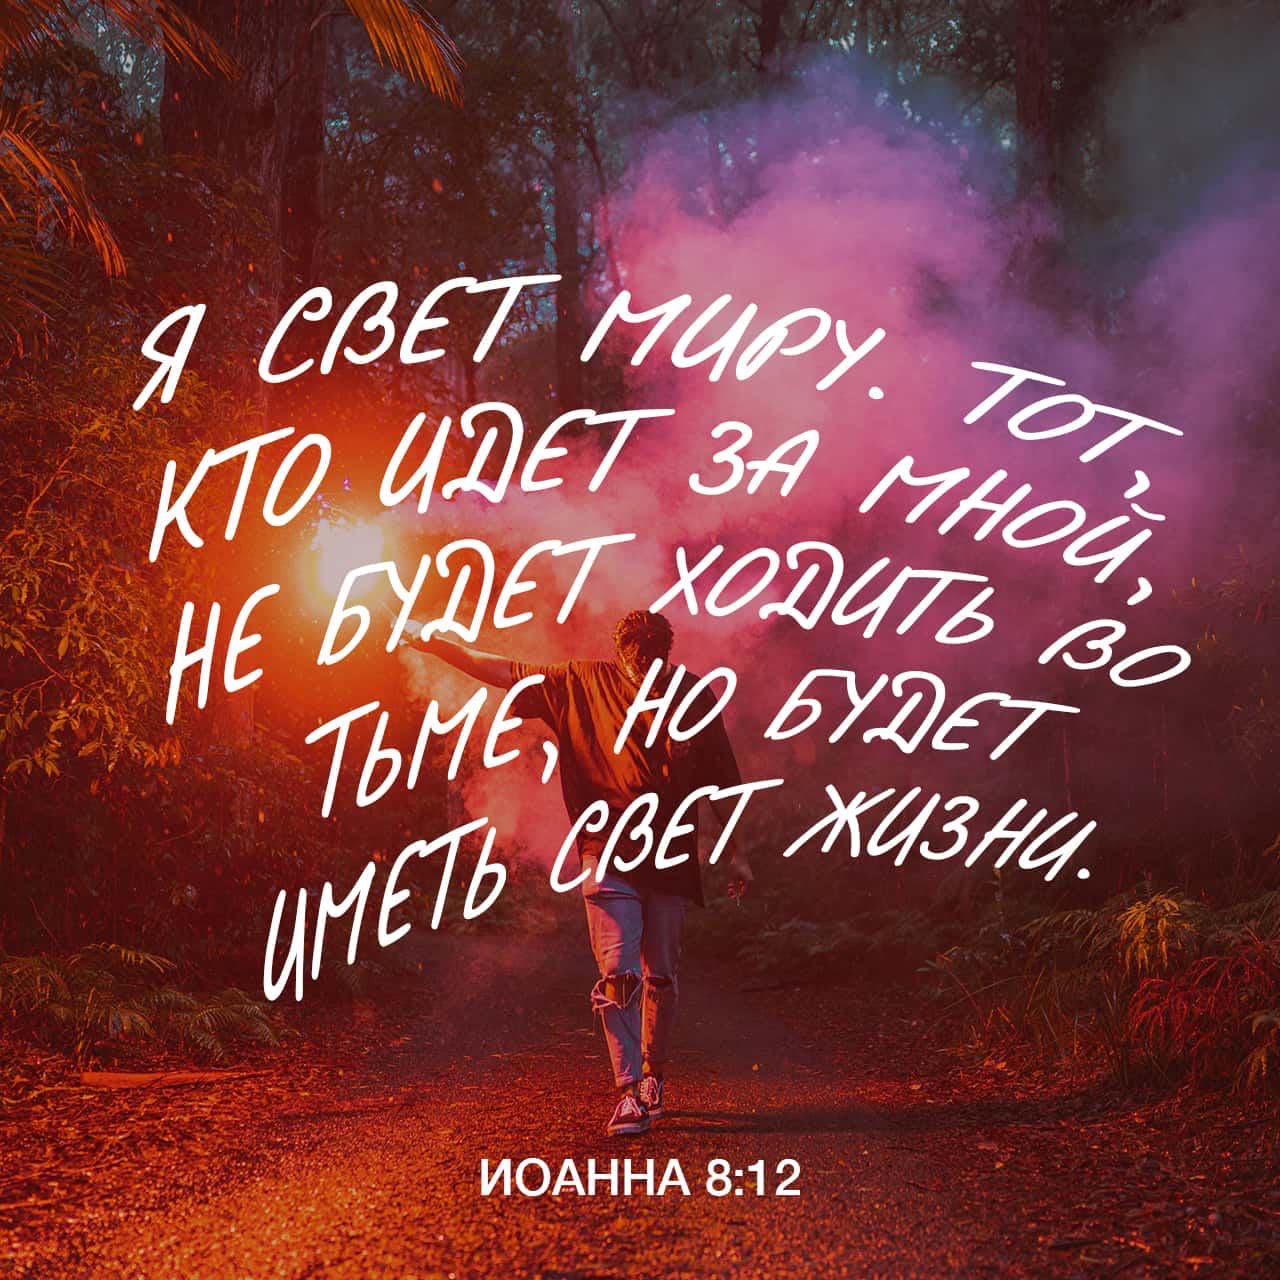 Я СВЕТ МИРУ. ТОТ,
КТО ИДЕТ ЗА МНОЙ,
НЕ БУДЕТ ХОДИТЬ ВО
ТЬМЕ, НО БУДЕТ
ИМЕТЬ СВЕТ ЖИЗНИ.
ИОАННА 8:12